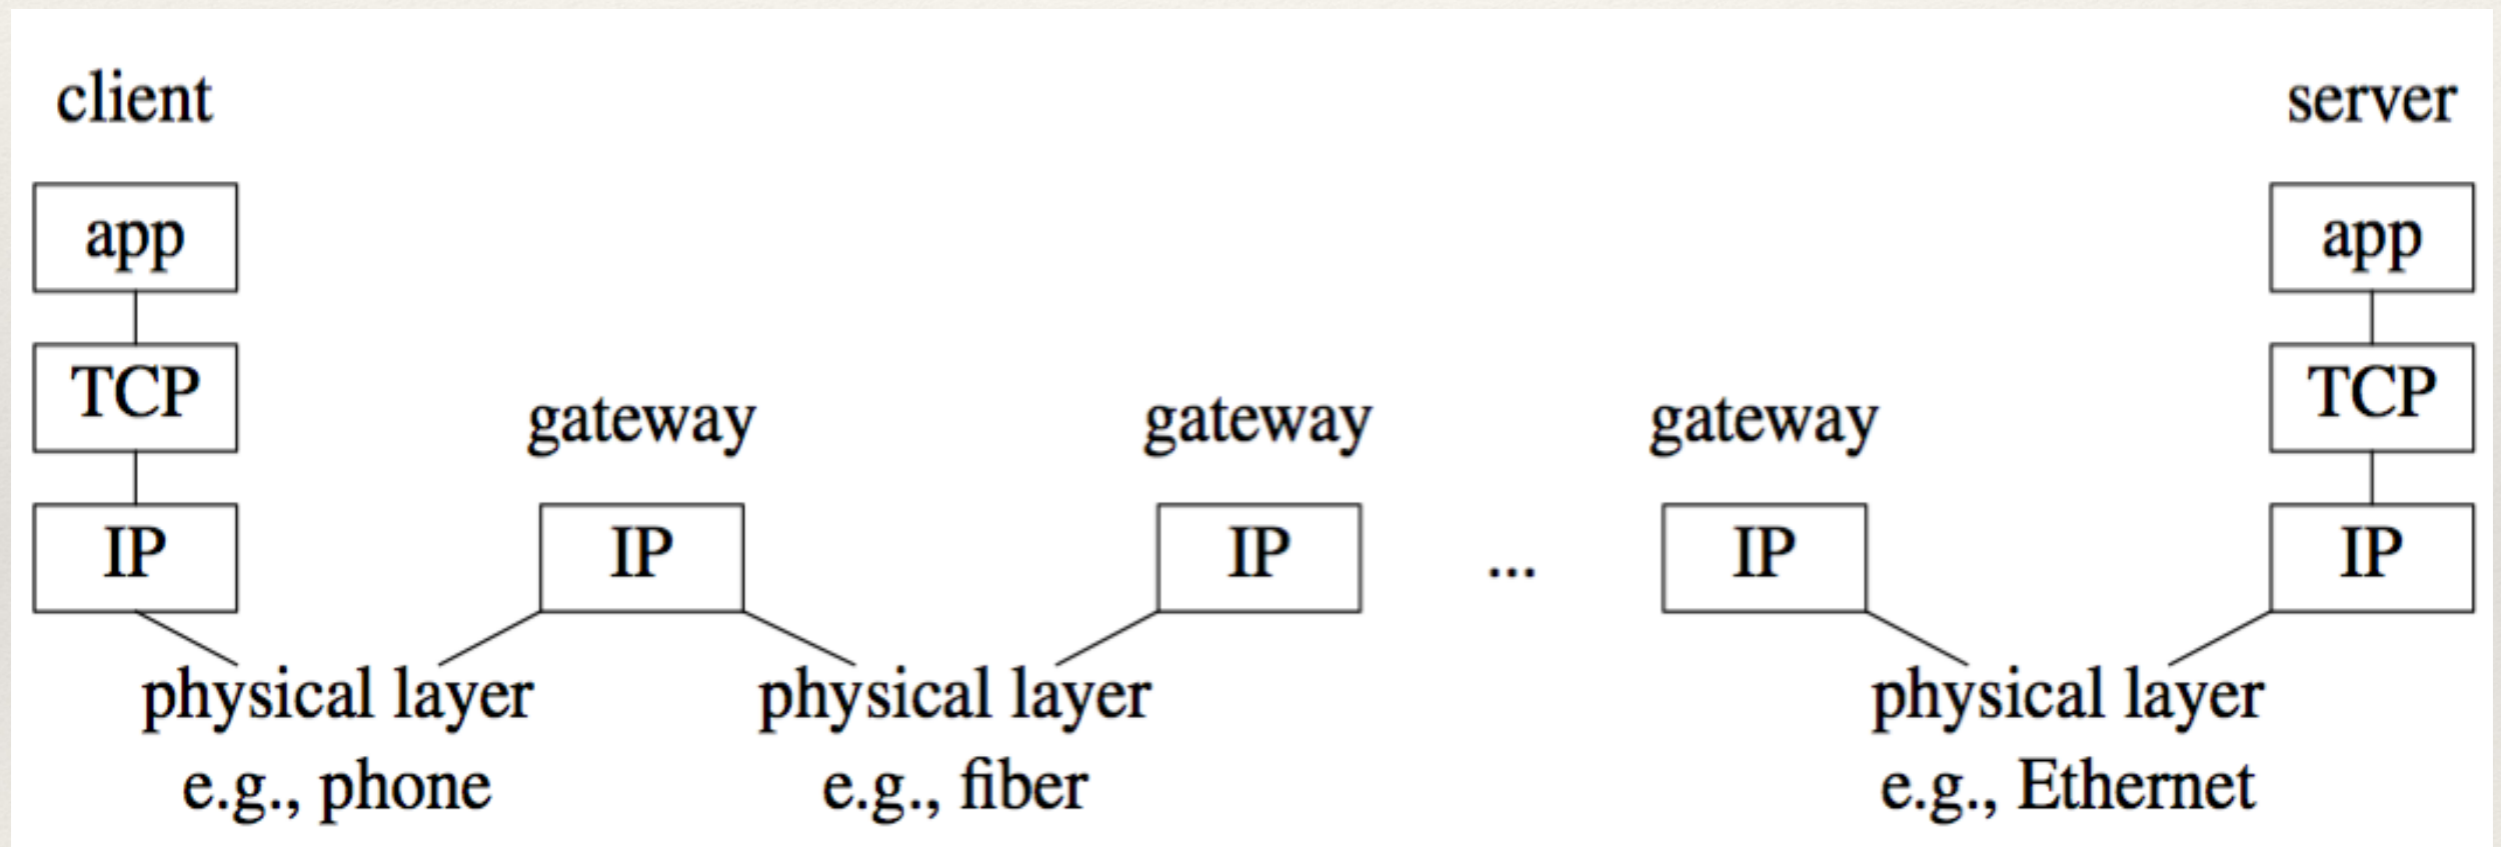 client
server
app
app
TCP
TCP
gateway
gateway
gateway
IP
IP
IP
...
IP
IP
physical layer
e.g., phone
physical layer
e.g., fiber
physical layer
e.g., Ethernet